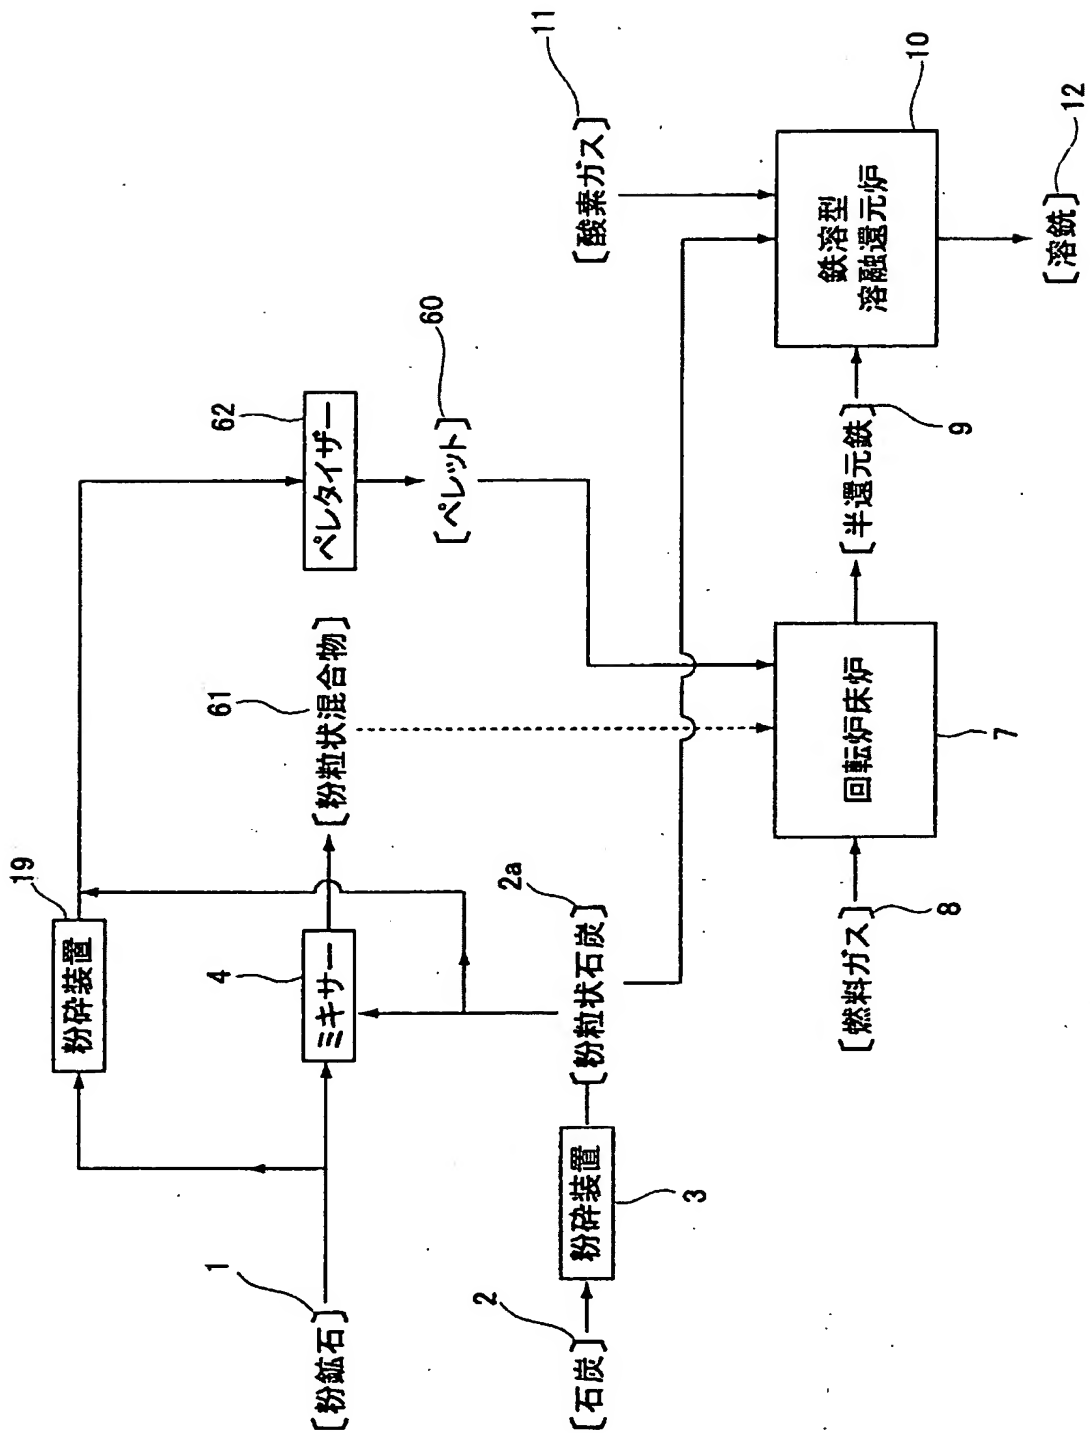 19
粉砕装置
62
ペレタイザー
60
[ペレット]
61
[粉粒状混合物]
4
ミキサー
1
[粉鉱石]
11
[酸素ガス]
2a
[粉粒状石炭]
3
粉砕装置
2
[石炭]
10
鉄溶型
溶融還元炉
9
[半還元鉄]
7
回転炉床炉
8
[燃料ガス]
12
[溶銑]